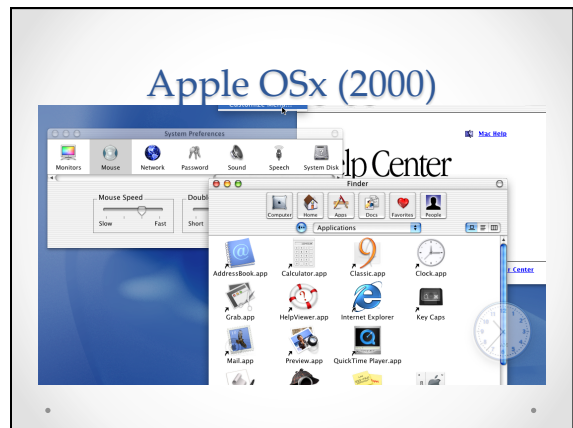 Apple OSx (2000)
Customize Menu...
System Preferences
Mac Help
Monitors Mouse Network Password Sound Speech System Disk
lp Center
Finder
Mouse Speed
Doubl
Slow Fast Short
Computer Home Apps Docs Favorites People
Applications
AddressBook.app Calculator.app Classic.app Clock.app
r Center
Grab.app HelpViewer.app Internet Explorer Key Caps
Mail.app Preview.app QuickTime Player.app